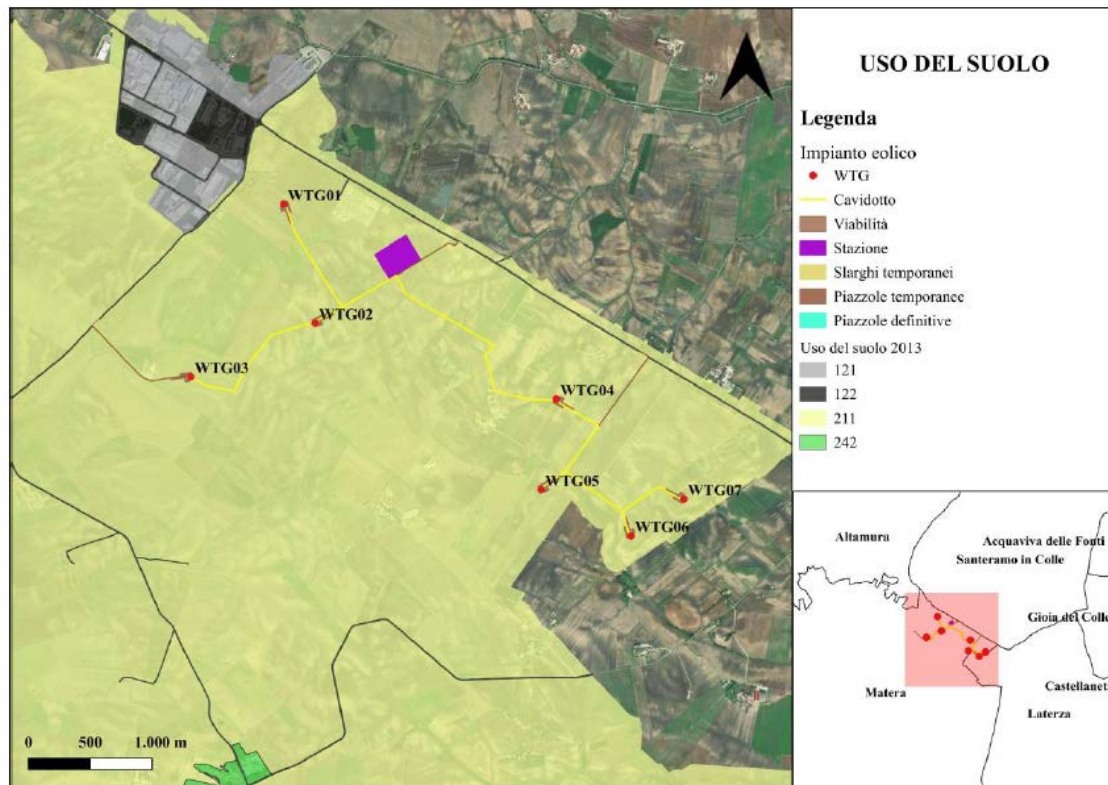 USO DEL SUOLO
Legenda
Impianto eolico
WTG
Cavidotto
Viabilità
Stazione
Slarghi temporanei
Piazzole temporanee
Piazzole definitive
Uso del suolo 2013
121
122
211
242
WTG01
WTG02
WTG03
WTG04
WTG05
WTG07
WTG06
0 500 1.000 m
Altamura
Acquaviva delle Fonti
Santeramo in Colle
Gioia del Colle
Matera
Castellanet
Laterza